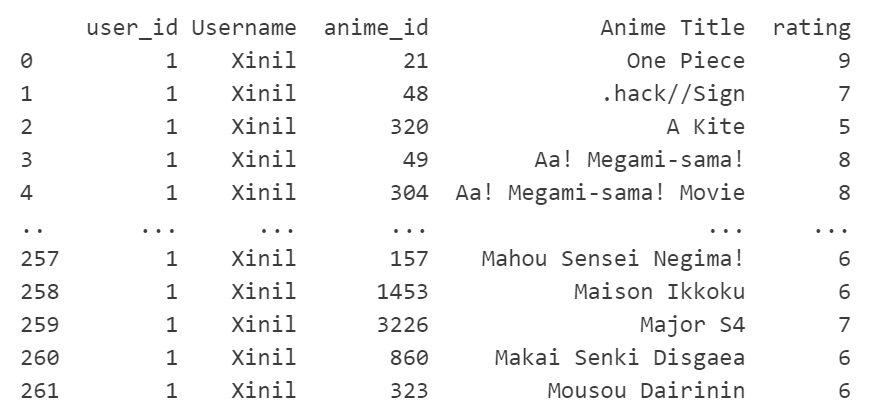 user_id Username anime_id Anime Title rating
0 1 Xinil 21 One Piece 9
1 1 Xinil 48 .hack//Sign 7
2 1 Xinil 320 A Kite 5
3 1 Xinil 49 Aa! Megami-sama! 8
4 1 Xinil 304 Aa! Megami-sama! Movie 8
.. ... ... ... ... ...
257 1 Xinil 157 Mahou Sensei Negima! 6
258 1 Xinil 1453 Maison Ikkoku 6
259 1 Xinil 3226 Major S4 7
260 1 Xinil 860 Makai Senki Disgaea 6
261 1 Xinil 323 Mousou Dairinin 6